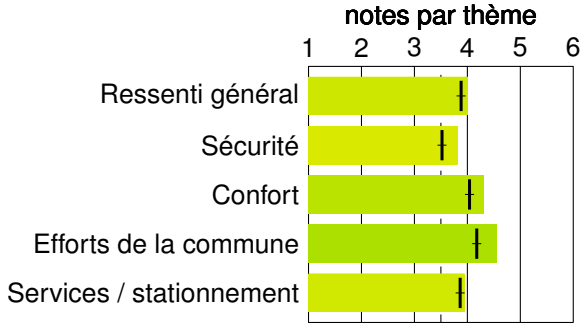 notes par thème
1 2 3 4 5 6
Ressenti général
Sécurité
Confort
Efforts de la commune
Services / stationnement